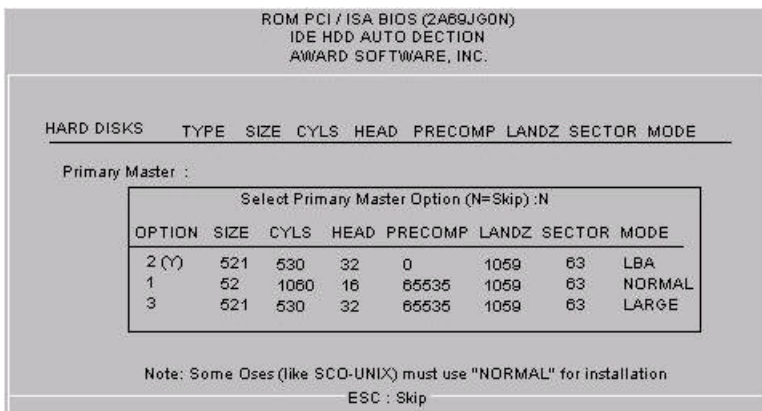 ROM PCI / ISA BIOS (2A69JG0N)
IDE HDD AUTO DECTION
AWARD SOFTWARE, INC.
HARD DISKS TYPE SIZE CYLS HEAD PRECOMP LANDZ SECTOR MODE
Primary Master :
Select Primary Master Option (N=Skip) :N
OPTION SIZE CYLS HEAD PRECOMP LANDZ SECTOR MODE
2 (Y) 521 530 32 0 1059 63 LBA
1 52 1060 16 65535 1059 63 NORMAL
3 521 530 32 65535 1059 63 LARGE
Note: Some Oses (like SCO-UNIX) must use "NORMAL" for installation
ESC : Skip